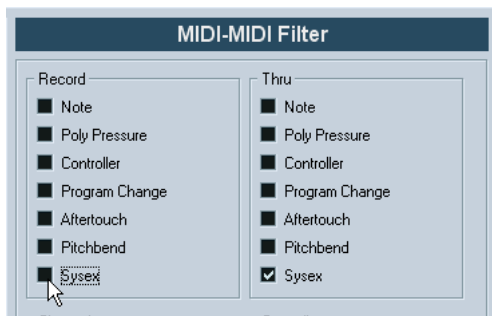 MIDI-MIDI Filter
Record
Note
Poly Pressure
Controller
Program Change
Aftertouch
Pitchbend
Sysex
Thru
Note
Poly Pressure
Controller
Program Change
Aftertouch
Pitchbend
Sysex